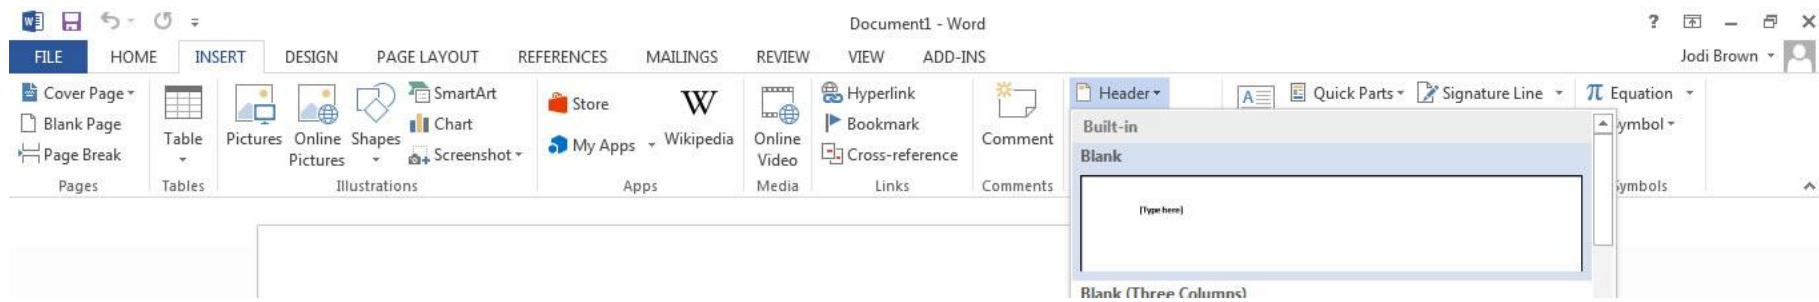 Document1 - Word
?
Jodi Brown
FILE HOME INSERT DESIGN PAGE LAYOUT REFERENCES MAILINGS REVIEW VIEW ADD-INS
Cover Page
Blank Page
Page Break
Pages
Table
Tables
Pictures
Online
Pictures
Shapes
SmartArt
Chart
Screenshot
Illustrations
Store
My Apps
W
Wikipedia
Apps
Online
Video
Media
Hyperlink
Bookmark
Cross-reference
Links
Comment
Comments
Header
A
Quick Parts
Signature Line
π Equation
ymbol
ymbols
Built-in
Blank
[Type here]
Blank (Three Columns)